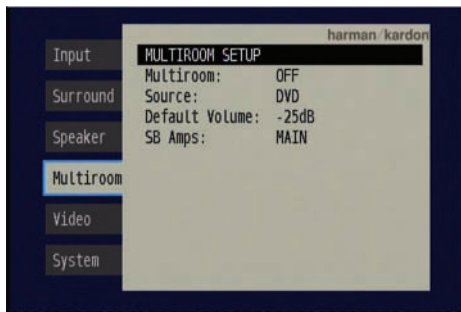 harman/kardon
Input
Surround
Speaker
Multiroom
Video
System
MULTIROOM SETUP
Multiroom: OFF
Source: DVD
Default Volume: -25dB
SB Amps: MAIN